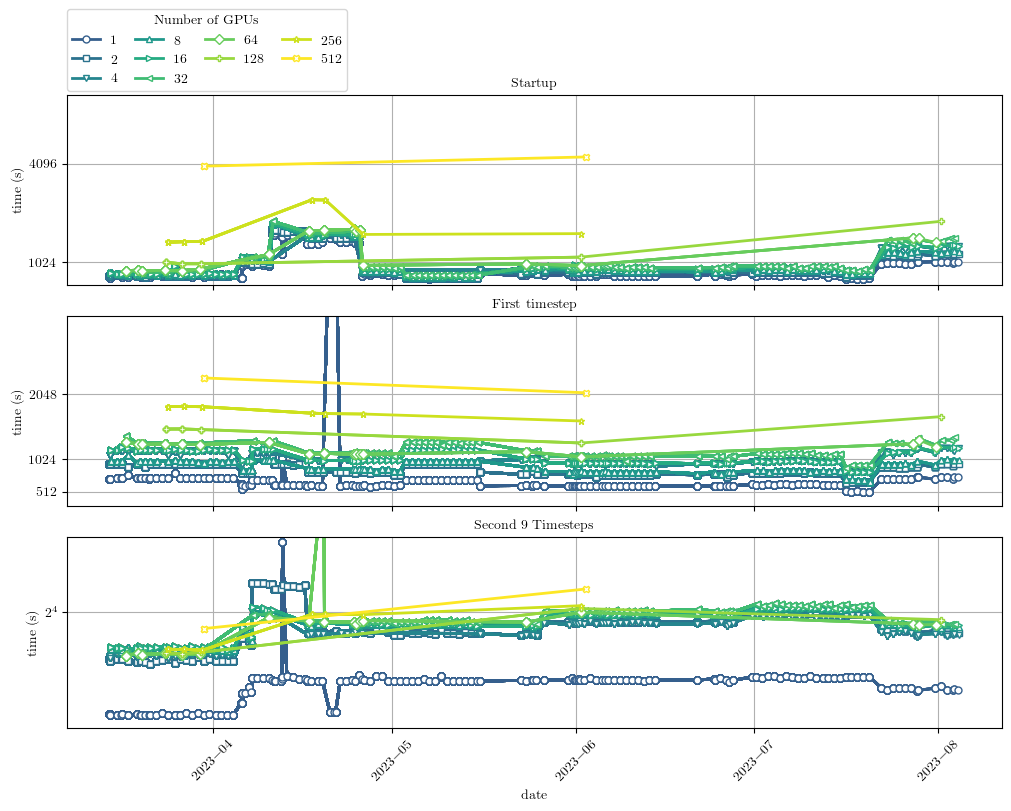 Number of GPUs
1 8 64 256
2 16 128 512
4 32
Startup
4096
time (s)
1024
First timestep
2048
time (s)
1024
512
Second 9 Timesteps
2⁴
time (s)
2023−04 2023−05 2023−06 2023−07 2023−08
date